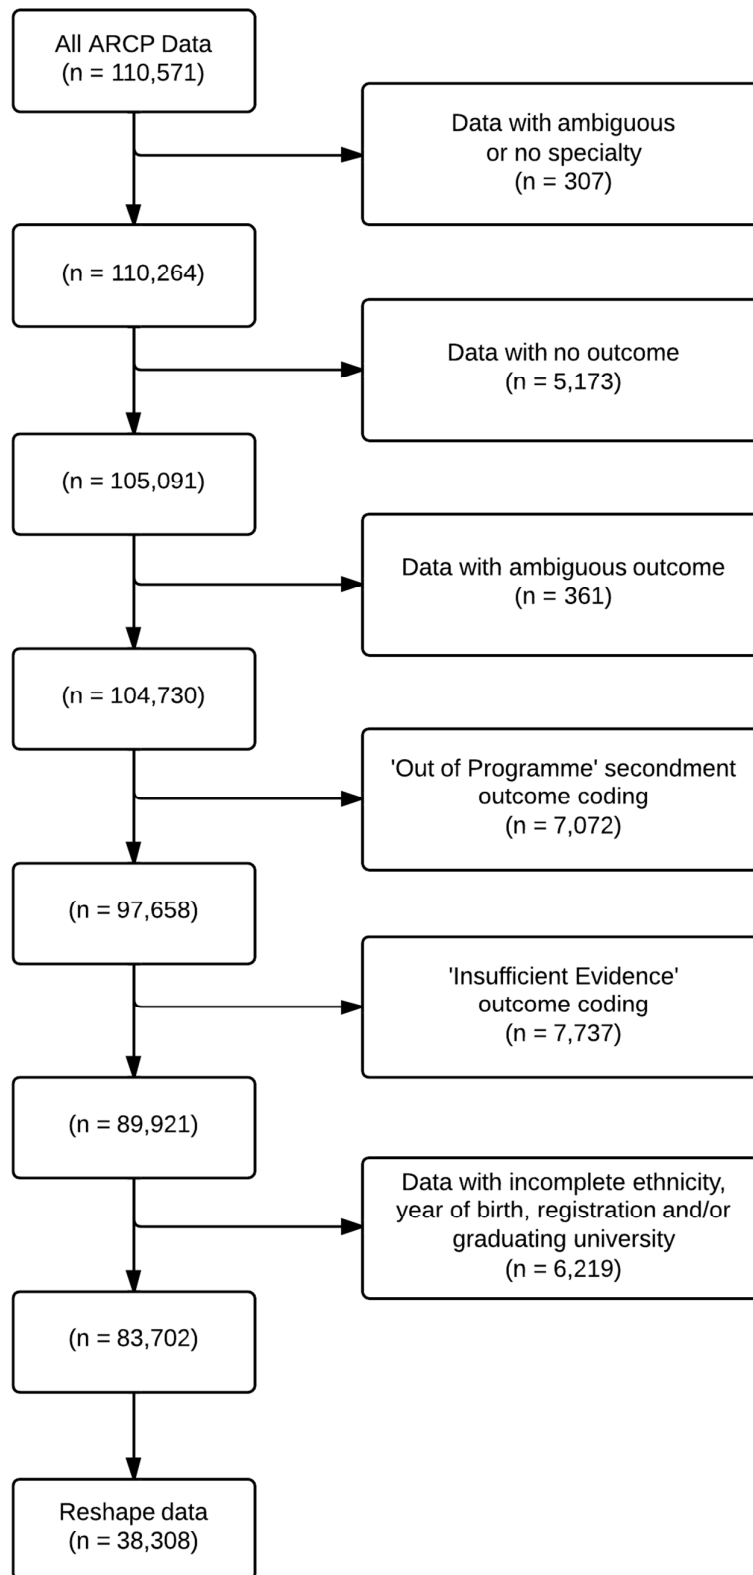 All ARCP Data
(n = 110,571)
Data with ambiguous
or no specialty
(n = 307)
(n = 110,264)
Data with no outcome
(n = 5,173)
(n = 105,091)
Data with ambiguous outcome
(n = 361)
(n = 104,730)
'Out of Programme' secondment
outcome coding
(n = 7,072)
(n = 97,658)
'Insufficient Evidence'
outcome coding
(n = 7,737)
(n = 89,921)
Data with incomplete ethnicity,
year of birth, registration and/or
graduating university
(n = 6,219)
(n = 83,702)
Reshape data
(n = 38,308)